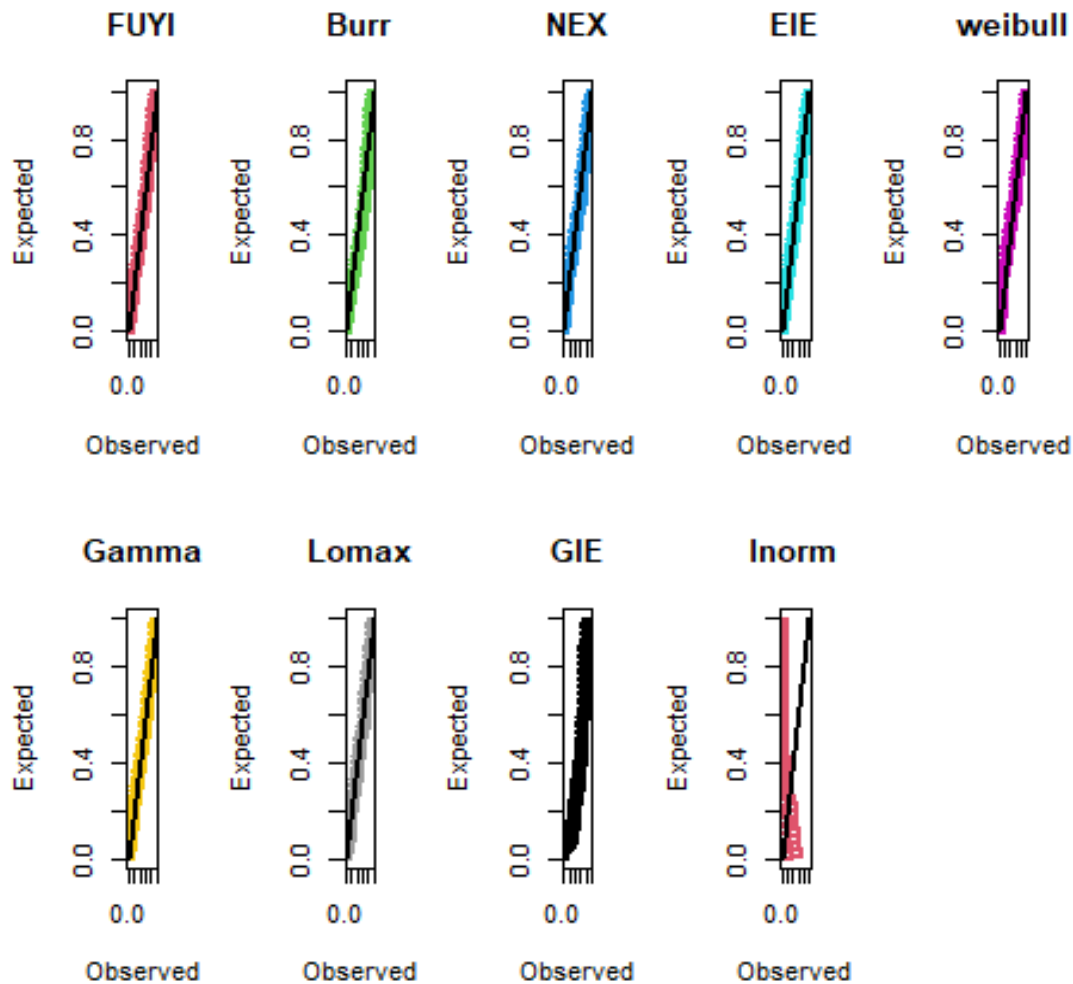 FUYI Burr NEX EIE weibull
Expected 0.0 0.4 0.8 Expected 0.0 0.4 0.8 Expected 0.0 0.4 0.8 Expected 0.0 0.4 0.8 Expected 0.0 0.4 0.8
0.0 0.0 0.0 0.0 0.0
Observed Observed Observed Observed Observed
Gamma Lomax GIE lnorm
Expected 0.0 0.4 0.8 Expected 0.0 0.4 0.8 Expected 0.0 0.4 0.8 Expected 0.0 0.4 0.8
0.0 0.0 0.0 0.0
Observed Observed Observed Observed